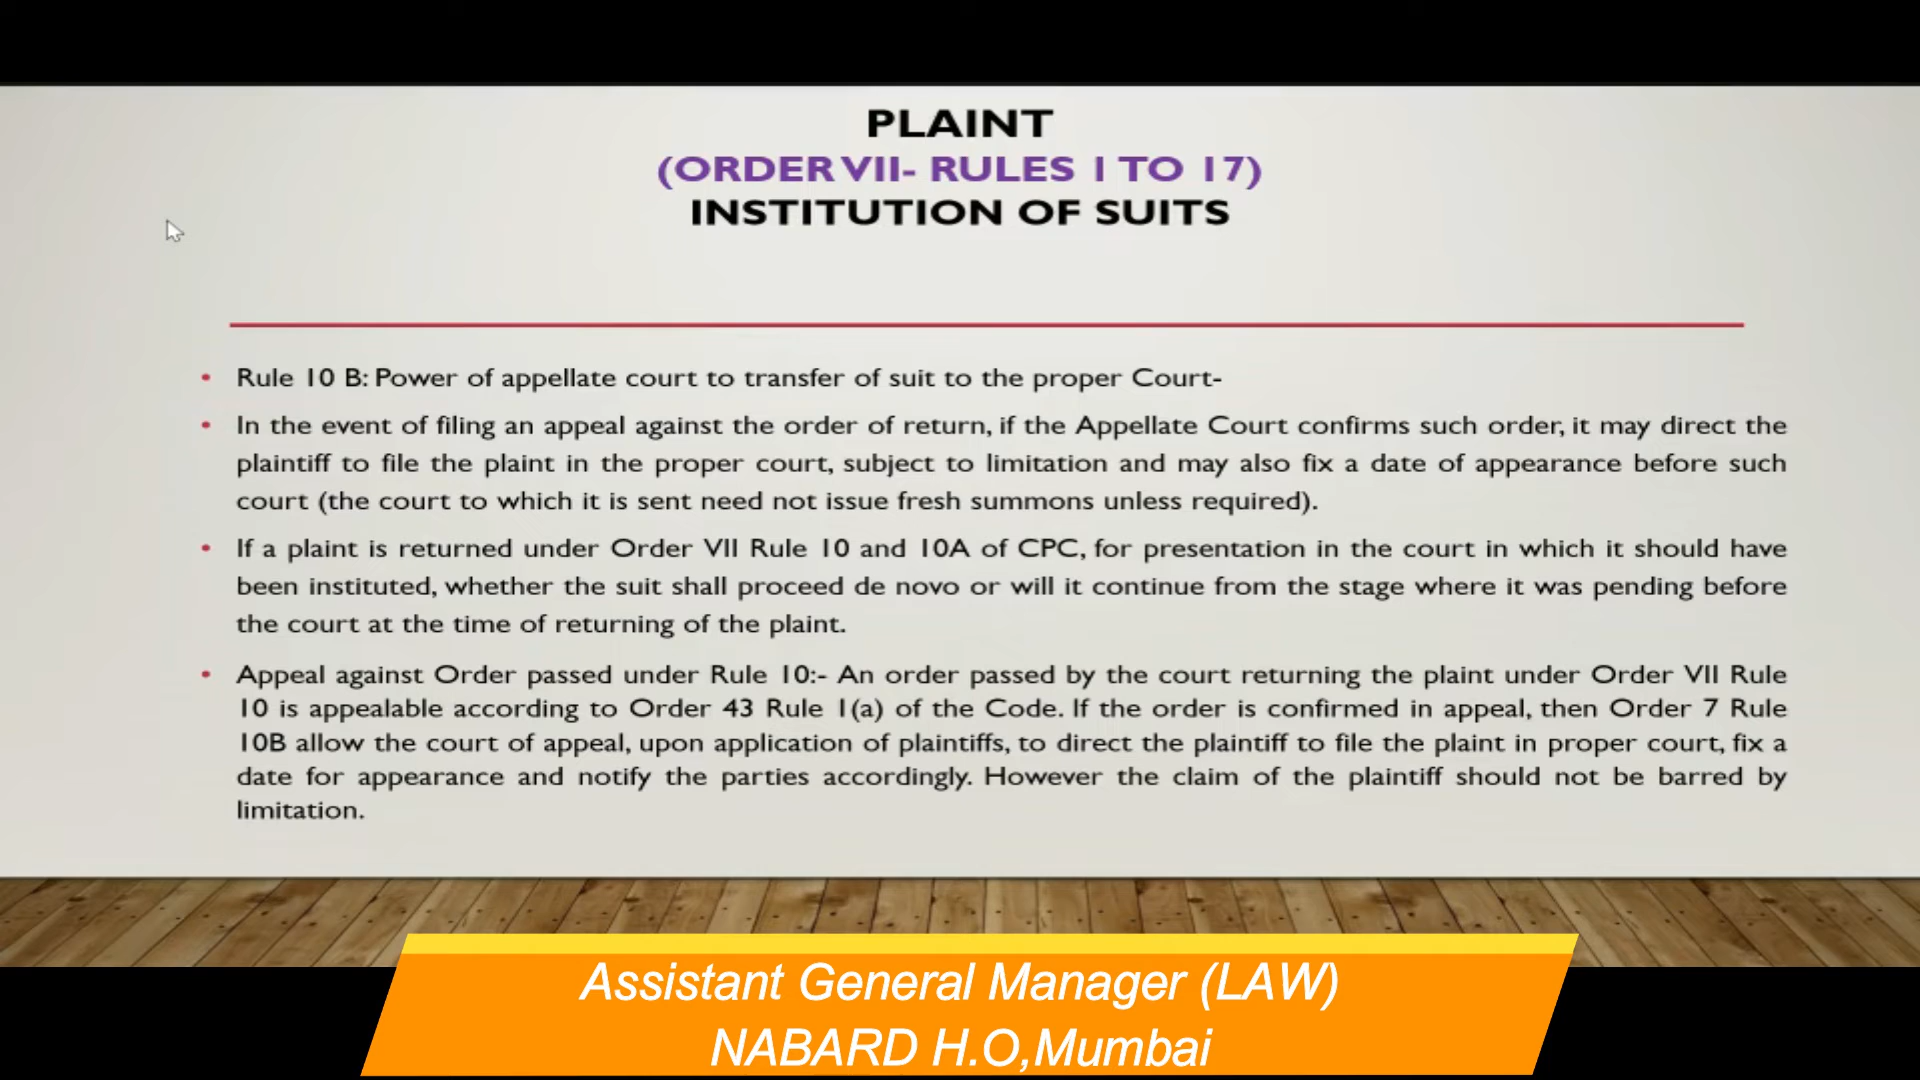 PLAINT
(ORDER VII- RULES 1 TO 17)
INSTITUTION OF SUITS
• Rule 10 B: Power of appellate court to transfer of suit to the proper Court-
• In the event of filing an appeal against the order of return, if the Appellate Court confirms such order, it may direct the
plaintiff to file the plaint in the proper court, subject to limitation and may also fix a date of appearance before such
court (the court to which it is sent need not issue fresh summons unless required).
• If a plaint is returned under Order VII Rule 10 and 10A of CPC, for presentation in the court in which it should have
been instituted, whether the suit shall proceed de novo or will it continue from the stage where it was pending before
the court at the time of returning of the plaint.
• Appeal against Order passed under Rule 10:- An order passed by the court returning the plaint under Order VII Rule
10 is appealable according to Order 43 Rule 1(a) of the Code. If the order is confirmed in appeal, then Order 7 Rule
10B allow the court of appeal, upon application of plaintiffs, to direct the plaintiff to file the plaint in proper court, fix a
date for appearance and notify the parties accordingly. However the claim of the plaintiff should not be barred by
limitation.
Assistant General Manager (LAW)
NABARD H.O,Mumbai